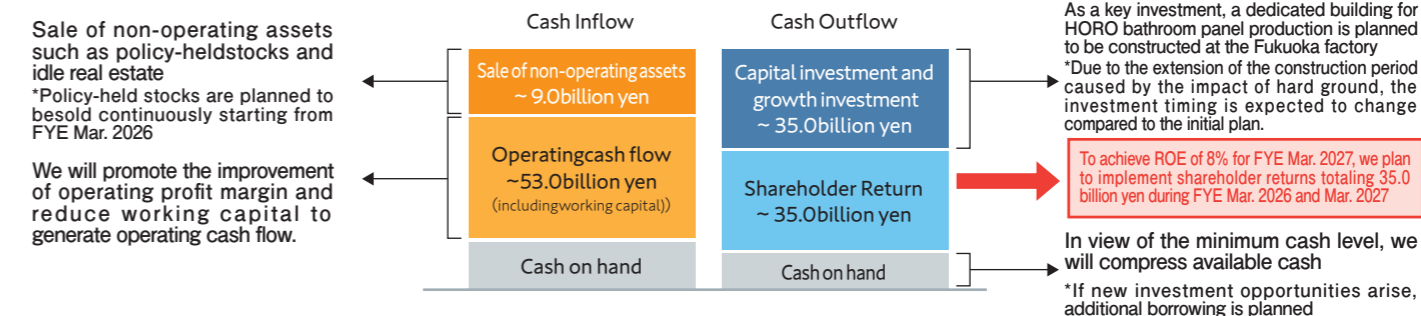 Sale of non-operating assets
such as policy-heldstocks and
idle real estate
*Policy-held stocks are planned to
besold continuously starting from
FYE Mar. 2026
We will promote the improvement
of operating profit margin and
reduce working capital to
generate operating cash flow.
Cash Inflow
Sale of non-operating assets
~ 9.0billion yen
Operatingcash flow
~53.0billion yen
(includingworking capital))
Cash on hand
Cash Outflow
Capital investment and
growth investment
~ 35.0billion yen
Shareholder Return
~ 35.0billion yen
Cash on hand
As a key investment, a dedicated building for
HORO bathroom panel production is planned
to be constructed at the Fukuoka factory
*Due to the extension of the construction period
caused by the impact of hard ground, the
investment timing is expected to change
compared to the initial plan.
To achieve ROE of 8% for FYE Mar. 2027, we plan
to implement shareholder returns totaling 35.0
billion yen during FYE Mar. 2026 and Mar. 2027
In view of the minimum cash level, we
will compress available cash
*If new investment opportunities arise,
additional borrowing is planned